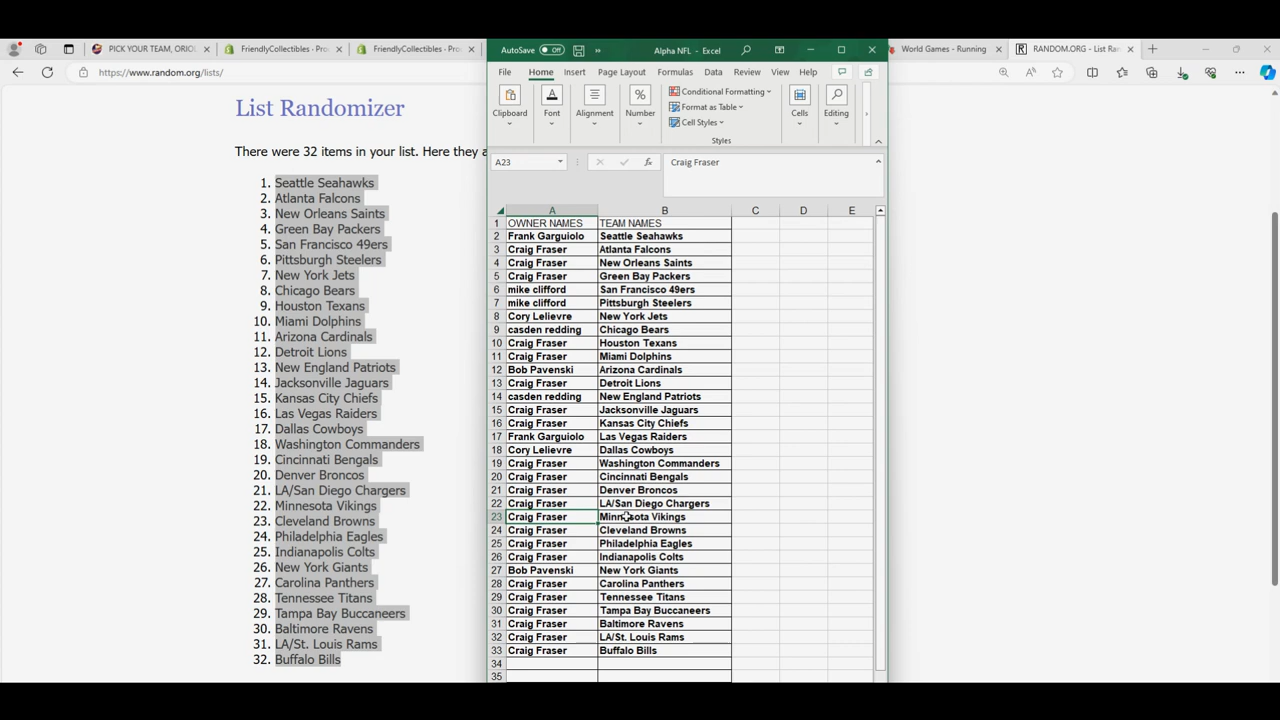 PICK YOUR TEAM, ORIOL
FriendlyCollectibles - Pro
FriendlyCollectibles - Pro
World Games - Running
RANDOM.ORG - List Ran
https://www.random.org/lists/
List Randomizer
There were 32 items in your list. Here they a
1. Seattle Seahawks
2. Atlanta Falcons
3. New Orleans Saints
4. Green Bay Packers
5. San Francisco 49ers
6. Pittsburgh Steelers
7. New York Jets
8. Chicago Bears
9. Houston Texans
10. Miami Dolphins
11. Arizona Cardinals
12. Detroit Lions
13. New England Patriots
14. Jacksonville Jaguars
15. Kansas City Chiefs
16. Las Vegas Raiders
17. Dallas Cowboys
18. Washington Commanders
19. Cincinnati Bengals
20. Denver Broncos
21. LA/San Diego Chargers
22. Minnesota Vikings
23. Cleveland Browns
24. Philadelphia Eagles
25. Indianapolis Colts
26. New York Giants
27. Carolina Panthers
28. Tennessee Titans
29. Tampa Bay Buccaneers
30. Baltimore Ravens
31. LA/St. Louis Rams
32. Buffalo Bills
AutoSave Off Alpha NFL - Excel
File Home Insert Page Layout Formulas Data Review View Help
Clipboard Font Alignment Number Conditional Formatting Format as Table Cell Styles Cells Editing
Styles
A23 fx Craig Fraser
A B C D E
1 OWNER NAMES TEAM NAMES
2 Frank Garguiolo Seattle Seahawks
3 Craig Fraser Atlanta Falcons
4 Craig Fraser New Orleans Saints
5 Craig Fraser Green Bay Packers
6 mike clifford San Francisco 49ers
7 mike clifford Pittsburgh Steelers
8 Cory Lelievre New York Jets
9 casden redding Chicago Bears
10 Craig Fraser Houston Texans
11 Craig Fraser Miami Dolphins
12 Bob Pavenski Arizona Cardinals
13 Craig Fraser Detroit Lions
14 casden redding New England Patriots
15 Craig Fraser Jacksonville Jaguars
16 Craig Fraser Kansas City Chiefs
17 Frank Garguiolo Las Vegas Raiders
18 Cory Lelievre Dallas Cowboys
19 Craig Fraser Washington Commanders
20 Craig Fraser Cincinnati Bengals
21 Craig Fraser Denver Broncos
22 Craig Fraser LA/San Diego Chargers
23 Craig Fraser Minnesota Vikings
24 Craig Fraser Cleveland Browns
25 Craig Fraser Philadelphia Eagles
26 Craig Fraser Indianapolis Colts
27 Bob Pavenski New York Giants
28 Craig Fraser Carolina Panthers
29 Craig Fraser Tennessee Titans
30 Craig Fraser Tampa Bay Buccaneers
31 Craig Fraser Baltimore Ravens
32 Craig Fraser LA/St. Louis Rams
33 Craig Fraser Buffalo Bills
34
35